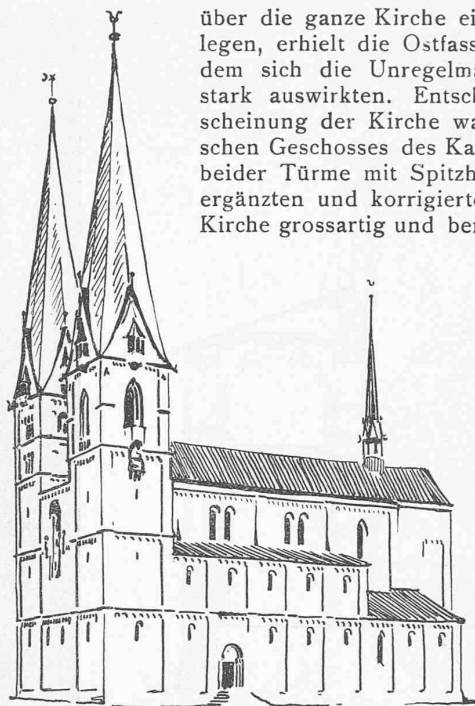 über die ganze Kirche ei
legen, erhielt die Ostfass
dem sich die Unregelmä
stark auswirkten. Entscl
scheinung der Kirche wa
schen Geschosses des Ka
beider Türme mit Spitzh
ergänzten und korrigierte
Kirche grossartig und ber